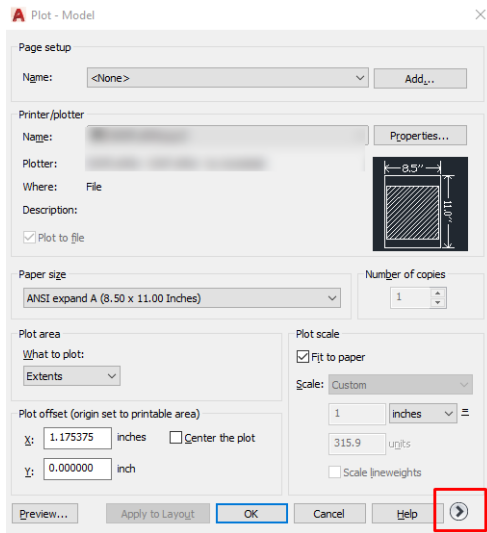 Plot - Model
Page setup
Name: <None> Add...
Printer/plotter
Name: Properties...
Plotter:
Where: File
Description:
Plot to file
8.5"
11.0"
Paper size
ANSI expand A (8.50 x 11.00 Inches)
Number of copies
1
Plot area
What to plot:
Extents
Plot scale
Fit to paper
Scale: Custom
1 inches =
315.9 units
Scale lineweights
Plot offset (origin set to printable area)
X: 1.175375 inches Center the plot
Y: 0.000000 inch
Preview... Apply to Layout OK Cancel Help